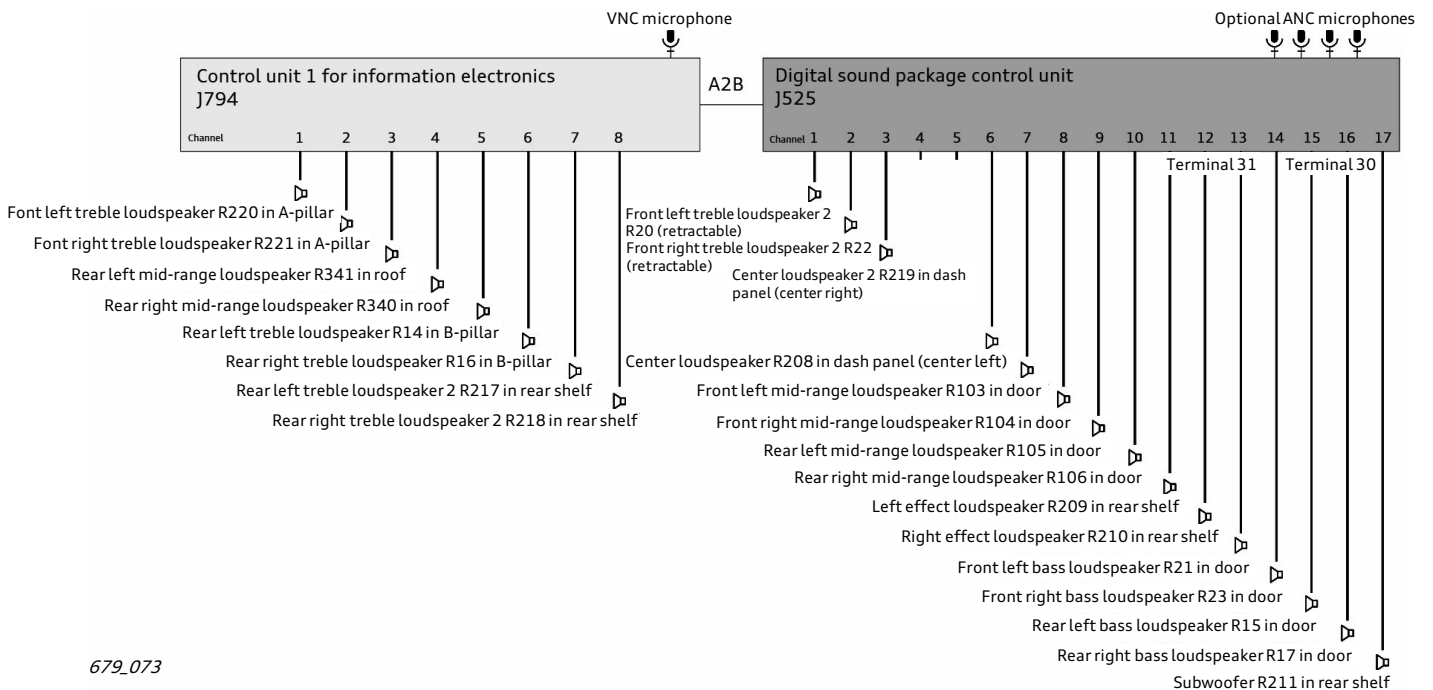 VNC microphone
Optional ANC microphones
Control unit 1 for information electronics
J794
A2B
Digital sound package control unit
J525
Channel 1 2 3 4 5 6 7 8
Channel 1 2 3 4 5 6 7 8 9 10 11 12 13 14 15 16 17
Terminal 31
Terminal 30
Font left treble loudspeaker R220 in A-pillar
Font right treble loudspeaker R221 in A-pillar
Rear left mid-range loudspeaker R341 in roof
Rear right mid-range loudspeaker R340 in roof
Rear left treble loudspeaker R14 in B-pillar
Rear right treble loudspeaker R16 in B-pillar
Rear left treble loudspeaker 2 R217 in rear shelf
Rear right treble loudspeaker 2 R218 in rear shelf
Front left treble loudspeaker 2
R20 (retractable)
Front right treble loudspeaker 2 R22
(retractable)
Center loudspeaker 2 R219 in dash
panel (center right)
Center loudspeaker R208 in dash panel (center left)
Front left mid-range loudspeaker R103 in door
Front right mid-range loudspeaker R104 in door
Rear left mid-range loudspeaker R105 in door
Rear right mid-range loudspeaker R106 in door
Left effect loudspeaker R209 in rear shelf
Right effect loudspeaker R210 in rear shelf
Front left bass loudspeaker R21 in door
Front right bass loudspeaker R23 in door
Rear left bass loudspeaker R15 in door
Rear right bass loudspeaker R17 in door
Subwoofer R211 in rear shelf
679_073